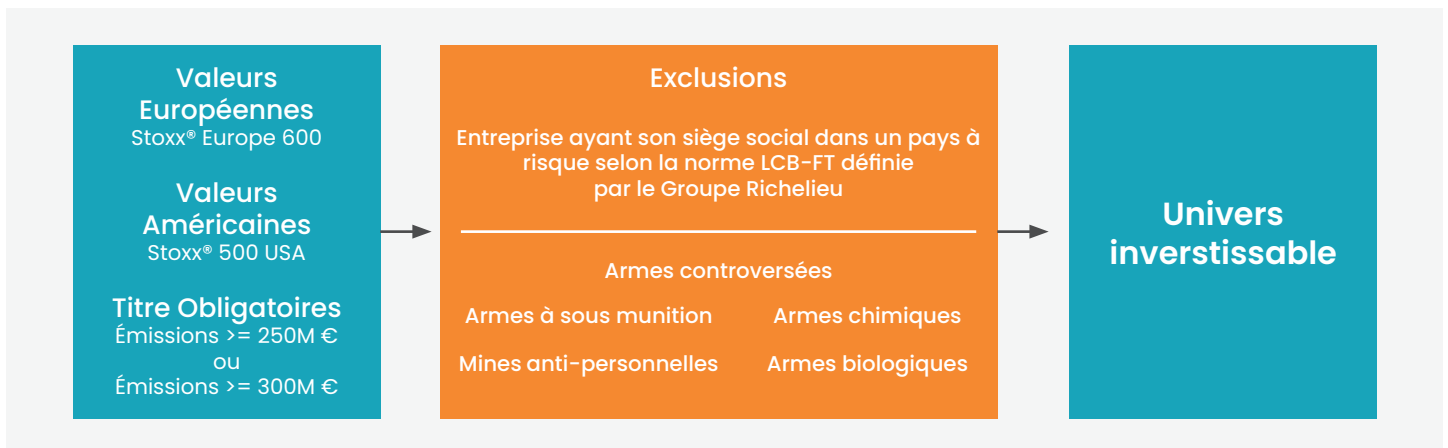 Valeurs
Européennes
Stoxx® Europe 600
Valeurs
Américaines
Stoxx® 500 USA
Titre Obligatoires
Émissions >= 250M €
ou
Émissions >= 300M €
Exclusions
Entreprise ayant son siège social dans un pays à
risque selon la norme LCB-FT définie
par le Groupe Richelieu
Armes controversées
Armes à sous munition
Armes chimiques
Mines anti-personnelles
Armes biologiques
Univers
inverstissable